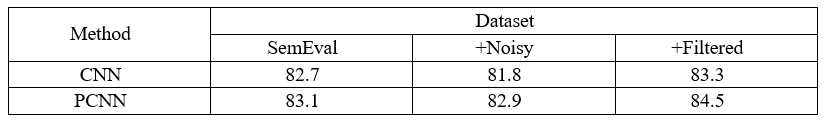 Method Dataset
SemEval +Noisy +Filtered
CNN 82.7 81.8 83.3
PCNN 83.1 82.9 84.5